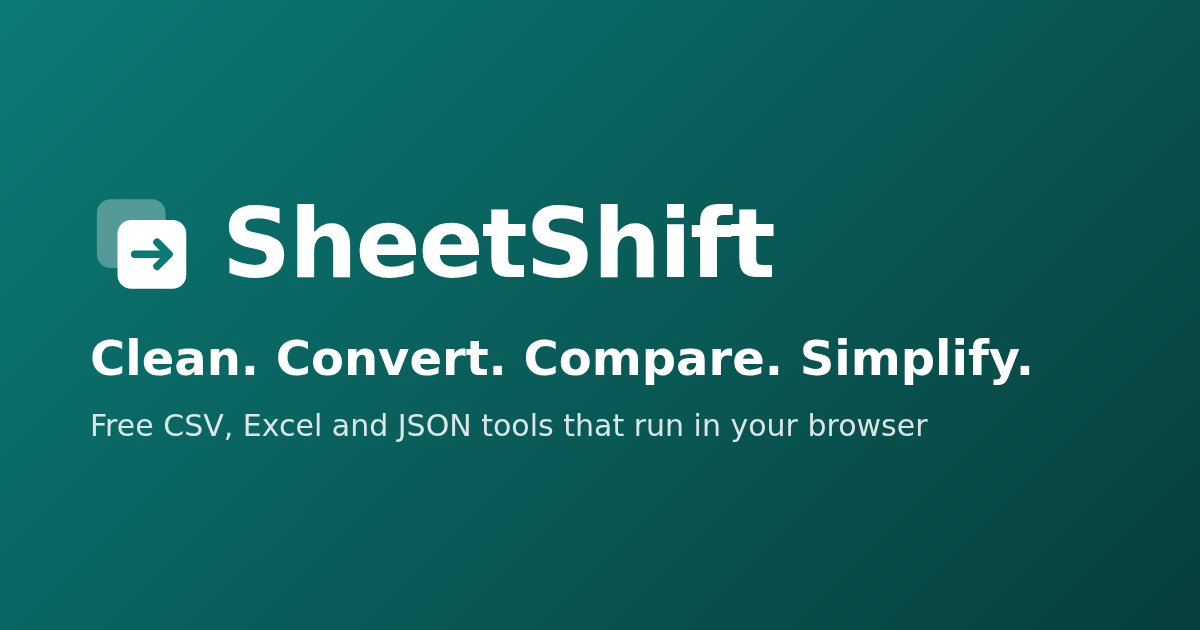 SheetShift
Clean. Convert. Compare. Simplify.
Free CSV, Excel and JSON tools that run in your browser